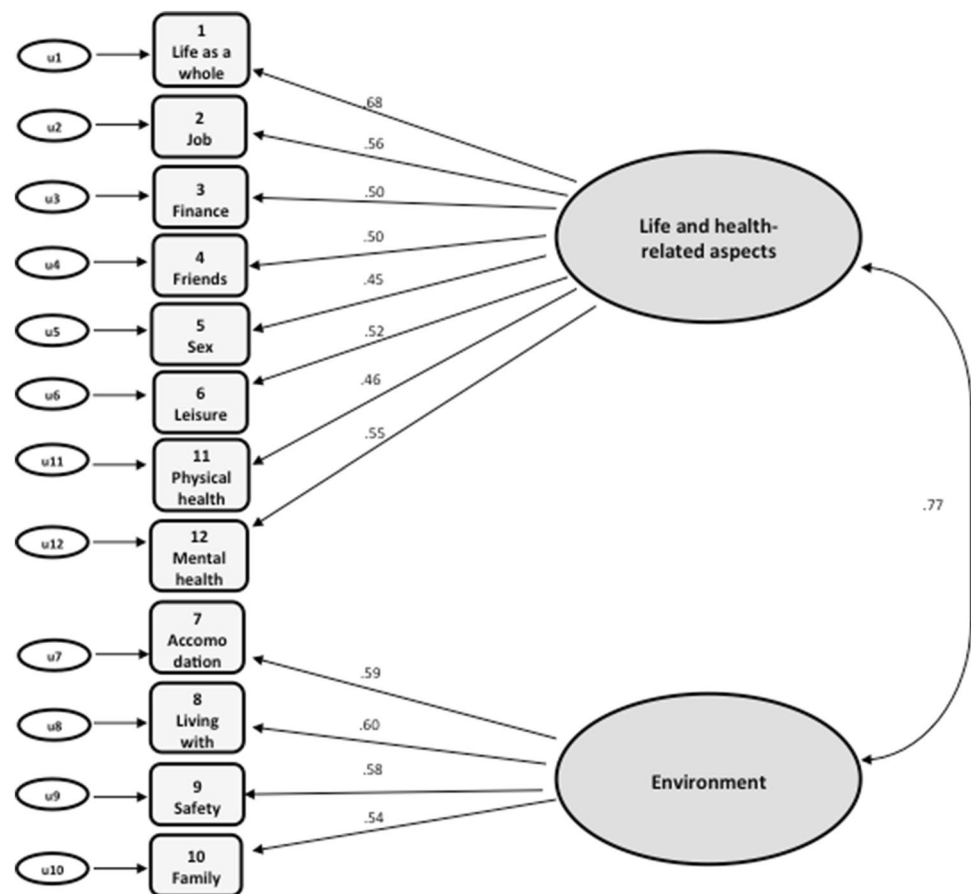 u1
1
Life as a
whole
.68
u2
2
Job
.56
u3
3
Finance
.50
u4
4
Friends
.50
u5
5
Sex
.45
u6
6
Leisure
.52
u11
11
Physical
health
.46
u12
12
Mental
health
.55
Life and health-
related aspects
.77
u7
7
Accomo
dation
.59
u8
8
Living
with
.60
u9
9
Safety
.58
u10
10
Family
.54
Environment